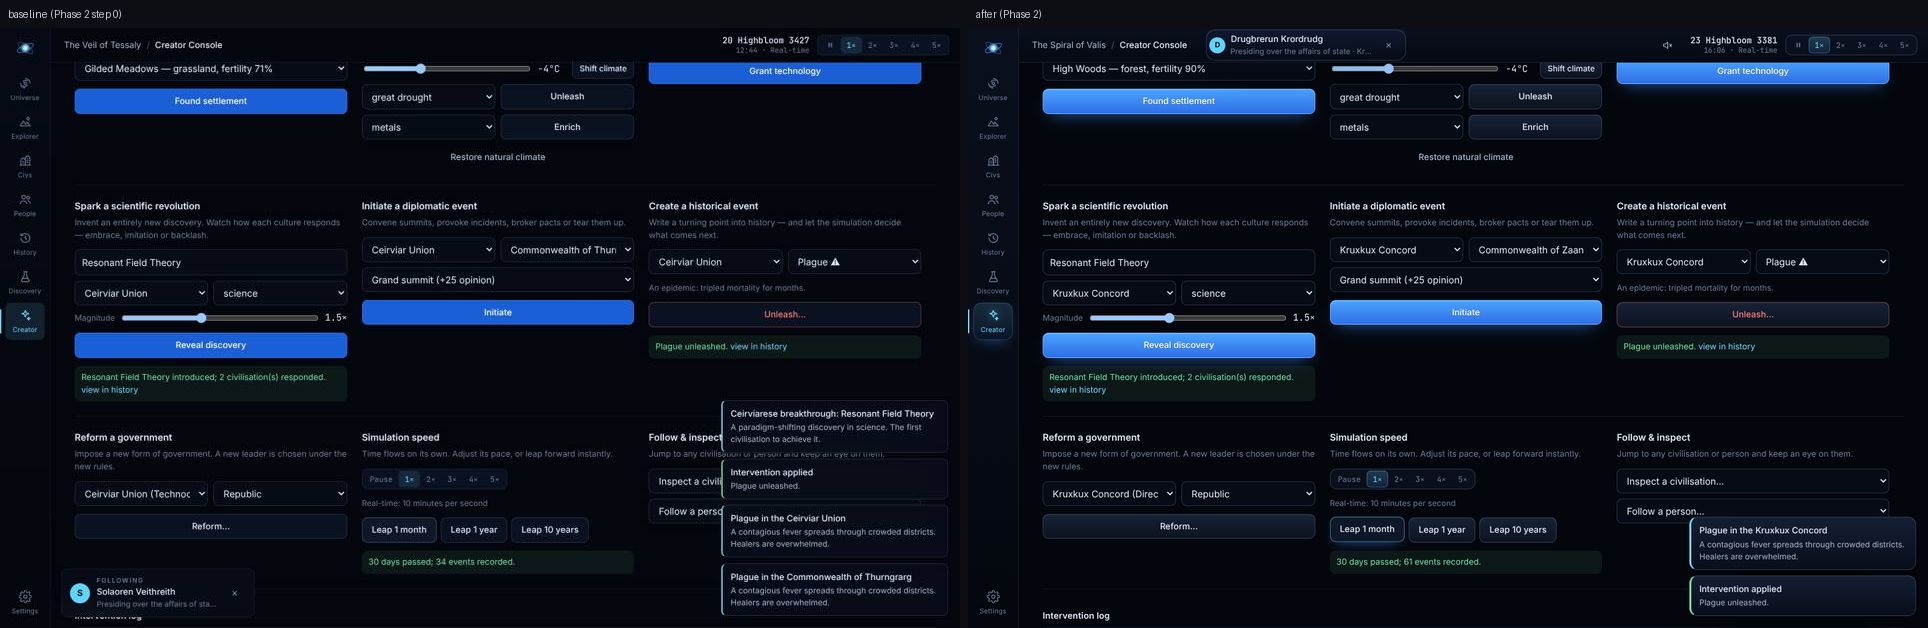 baseline (Phase 2 step 0)
The Veil of Tessaly / Creator Console
20 Highbloom 3427
12:44 · Real-time
1× 2× 3× 4× 5×
Universe
Explorer
Civs
People
History
Discovery
Creator
Settings
Gilded Meadows — grassland, fertility 71%
Found settlement
-4°C
Shift climate
great drought
Unleash
metals
Enrich
Restore natural climate
Grant technology
Spark a scientific revolution
Invent an entirely new discovery. Watch how each culture responds
— embrace, imitation or backlash.
Resonant Field Theory
Ceirviar Union
science
Magnitude
1.5×
Reveal discovery
Resonant Field Theory introduced; 2 civilisation(s) responded.
view in history
Initiate a diplomatic event
Convene summits, provoke incidents, broker pacts or tear them up.
Ceirviar Union
Commonwealth of Thurn
Grand summit (+25 opinion)
Initiate
Create a historical event
Write a turning point into history — and let the simulation decide
what comes next.
Ceirviar Union
Plague ⚠
An epidemic: tripled mortality for months.
Unleash...
Plague unleashed. view in history
Reform a government
Impose a new form of government. A new leader is chosen under the
new rules.
Ceirviar Union (Technoc
Republic
Reform...
Simulation speed
Time flows on its own. Adjust its pace, or leap forward instantly.
Pause 1× 2× 3× 4× 5×
Real-time: 10 minutes per second
Leap 1 month
Leap 1 year
Leap 10 years
30 days passed; 34 events recorded.
Follow & inspect
Jump to any civilisation or person and keep an eye on them.
Inspect a civili
Follow a perso
Ceirviarese breakthrough: Resonant Field Theory
A paradigm-shifting discovery in science. The first
civilisation to achieve it.
Intervention applied
Plague unleashed.
Plague in the Ceirviar Union
A contagious fever spreads through crowded districts.
Healers are overwhelmed.
Plague in the Commonwealth of Thurngrarg
A contagious fever spreads through crowded districts.
Healers are overwhelmed.
S
FOLLOWING
Solaoren Veithreith
Presiding over the affairs of sta...
×
Intervention log
after (Phase 2)
The Spiral of Valis / Creator Console
D
Drugbrerun Krordrudg
Presiding over the affairs of state · Kr...
×
23 Highbloom 3381
16:06 · Real-time
1× 2× 3× 4× 5×
Universe
Explorer
Civs
People
History
Discovery
Creator
Settings
High Woods — forest, fertility 90%
Found settlement
-4°C
Shift climate
great drought
Unleash
metals
Enrich
Restore natural climate
Grant technology
Spark a scientific revolution
Invent an entirely new discovery. Watch how each culture responds
— embrace, imitation or backlash.
Resonant Field Theory
Kruxkux Concord
science
Magnitude
1.5×
Reveal discovery
Resonant Field Theory introduced; 2 civilisation(s) responded.
view in history
Initiate a diplomatic event
Convene summits, provoke incidents, broker pacts or tear them up.
Kruxkux Concord
Commonwealth of Zaan
Grand summit (+25 opinion)
Initiate
Create a historical event
Write a turning point into history — and let the simulation decide
what comes next.
Kruxkux Concord
Plague ⚠
An epidemic: tripled mortality for months.
Unleash...
Plague unleashed. view in history
Reform a government
Impose a new form of government. A new leader is chosen under the
new rules.
Kruxkux Concord (Direc
Republic
Reform...
Simulation speed
Time flows on its own. Adjust its pace, or leap forward instantly.
Pause 1× 2× 3× 4× 5×
Real-time: 10 minutes per second
Leap 1 month
Leap 1 year
Leap 10 years
30 days passed; 61 events recorded.
Follow & inspect
Jump to any civilisation or person and keep an eye on them.
Inspect a civilisation...
Follow a person...
Plague in the Kruxkux Concord
A contagious fever spreads through crowded districts.
Healers are overwhelmed.
Intervention applied
Plague unleashed.
Intervention log